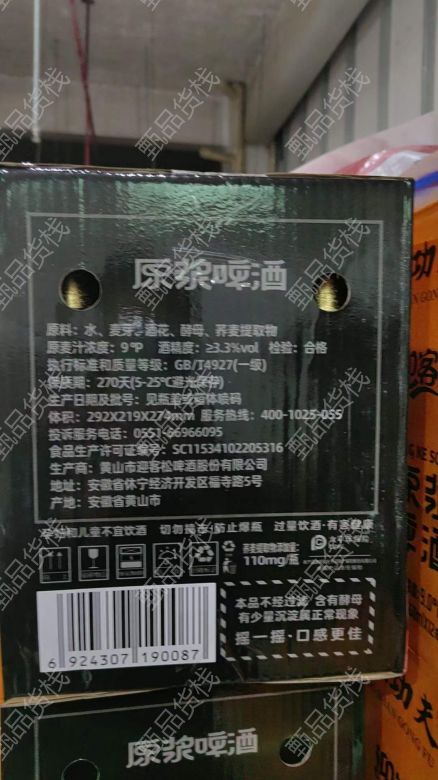 原浆啤酒
原料：水、麦芽、酒花、酵母、荞麦提取物
原麦汁浓度：9°P 酒精度：≥3.3%vol 检验：合格
执行标准和质量等级：GB/T4927(一级)
保质期：270天(5-25℃避光保存)
生产日期及批号：见瓶盖或箱体喷码
体积：292X219X274mm 服务热线：400-1025-055
投诉服务电话：0551-66966095
食品生产许可证编号：SC11534102205316
生产商：黄山市迎客松啤酒股份有限公司
地址：安徽省休宁经济开发区福寺路5号
产地：安徽省黄山市
孕妇和儿童不宜饮酒 切勿撞击 防止爆瓶 过量饮酒·有害健康
荞麦提取物添加量：
110mg/瓶
6 924307 190087
本品不经过滤 含有酵母
有少量沉淀属正常现象
摇一摇·口感更佳
原浆啤酒
甄品货栈